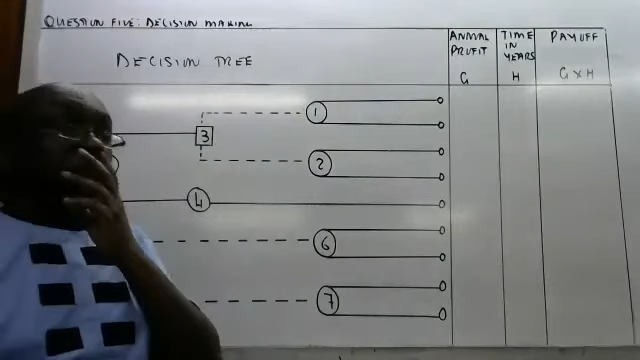 QUESTION FIVE: DECISION MAKING
DECISION TREE
ANNUAL PROFIT
G
TIME IN YEARS
H
PAYOFF
G X H
1
3
2
4
6
7